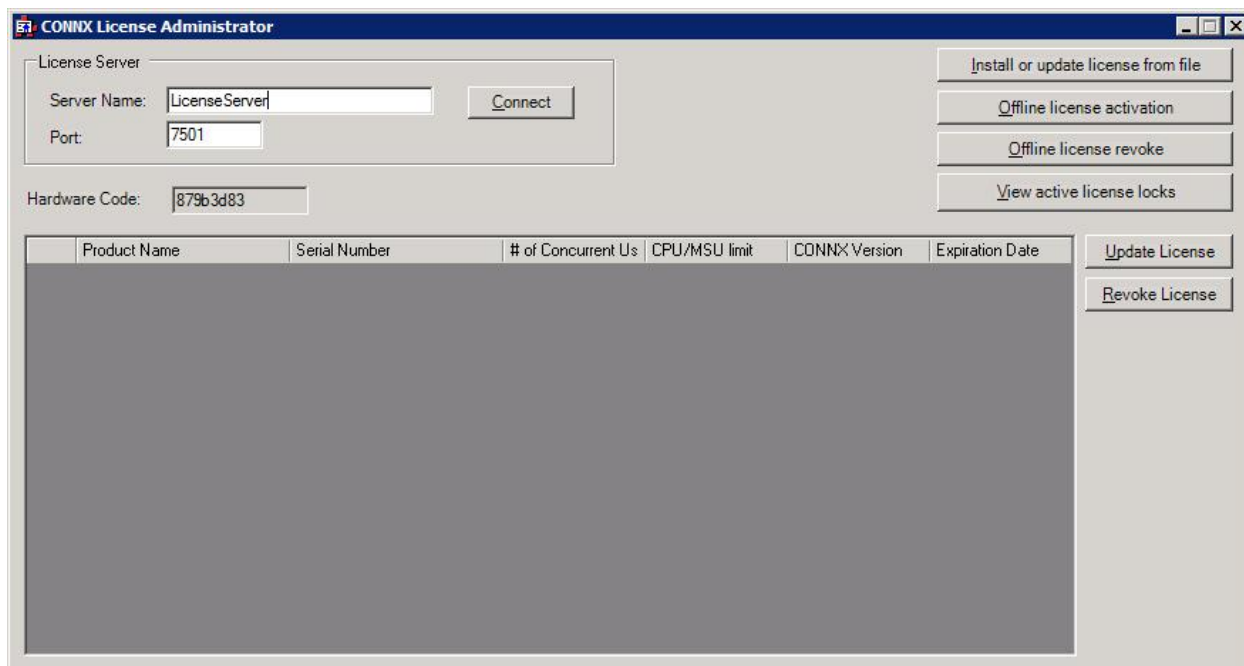 CONNX License Administrator
License Server
Server Name: LicenseServer Connect
Port: 7501
Hardware Code: 879b3d83
Install or update license from file
Offline license activation
Offline license revoke
View active license locks
Product Name Serial Number # of Concurrent Us CPU/MSU limit CONNX Version Expiration Date
Update License
Revoke License